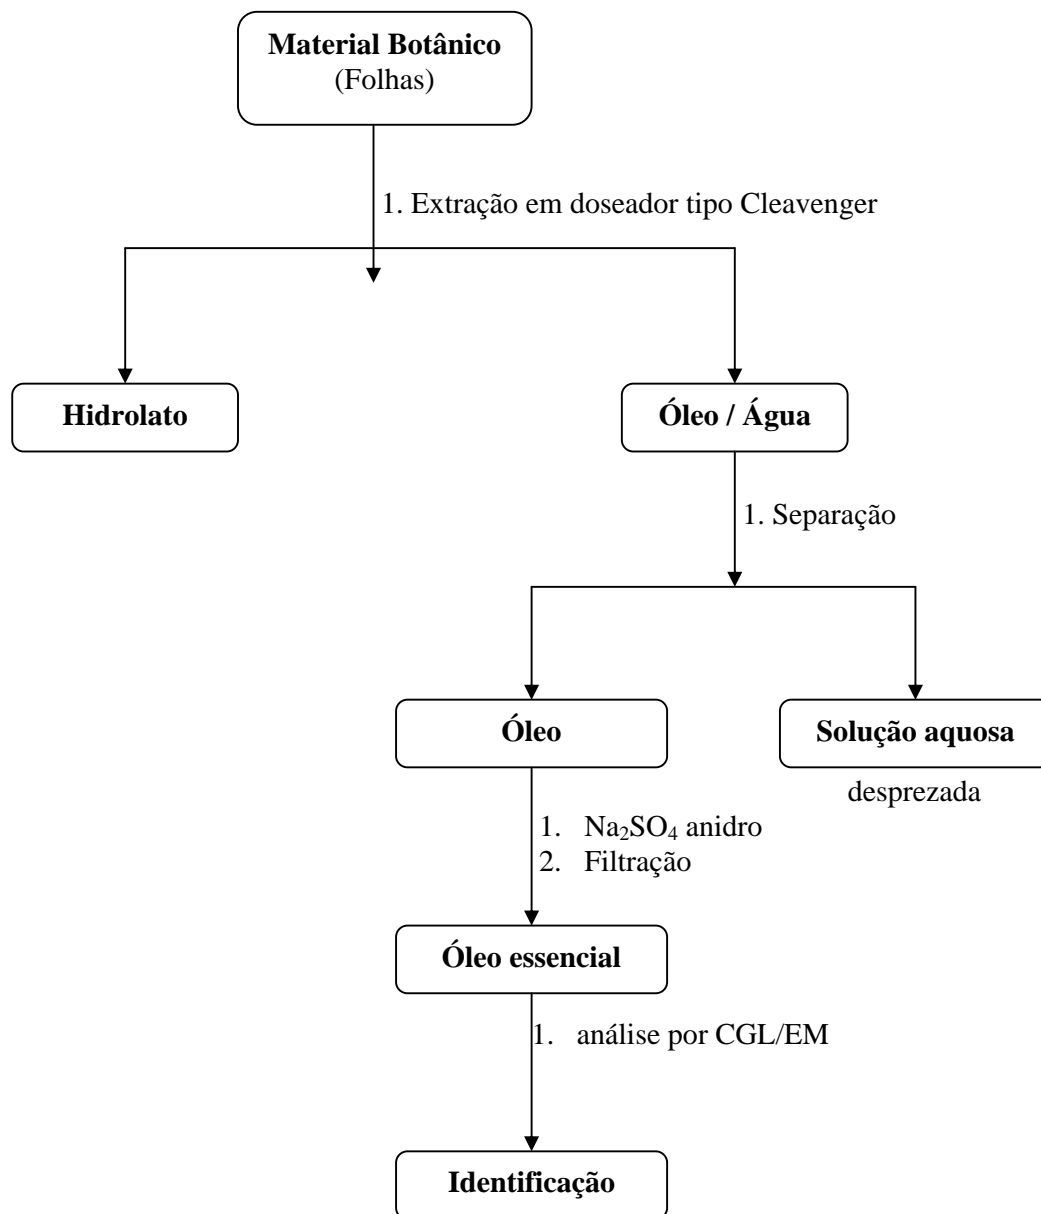 Material Botânico
(Folhas)
1. Extração em doseador tipo Cleavenger
Hidrolato
Óleo / Água
1. Separação
Óleo
Solução aquosa
desprezada
1. Na₂SO₄ anidro
2. Filtração
Óleo essencial
1. análise por CGL/EM
Identificação